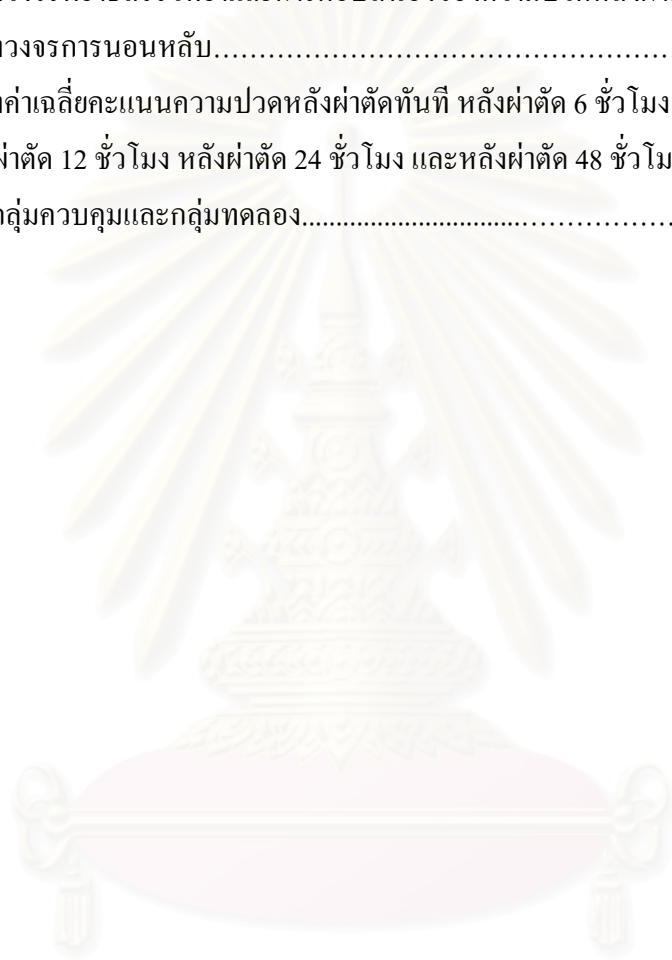 วงจรการนอนหลับ……………………………………………
ค่าเฉลี่ยคะแนนความปวดหลังผ่าตัดทันที หลังผ่าตัด 6 ชั่วโมง
ผ่าตัด 12 ชั่วโมง หลังผ่าตัด 24 ชั่วโมง และหลังผ่าตัด 48 ชั่วโม
กลุ่มควบคุมและกลุ่มทดลอง..............................………………